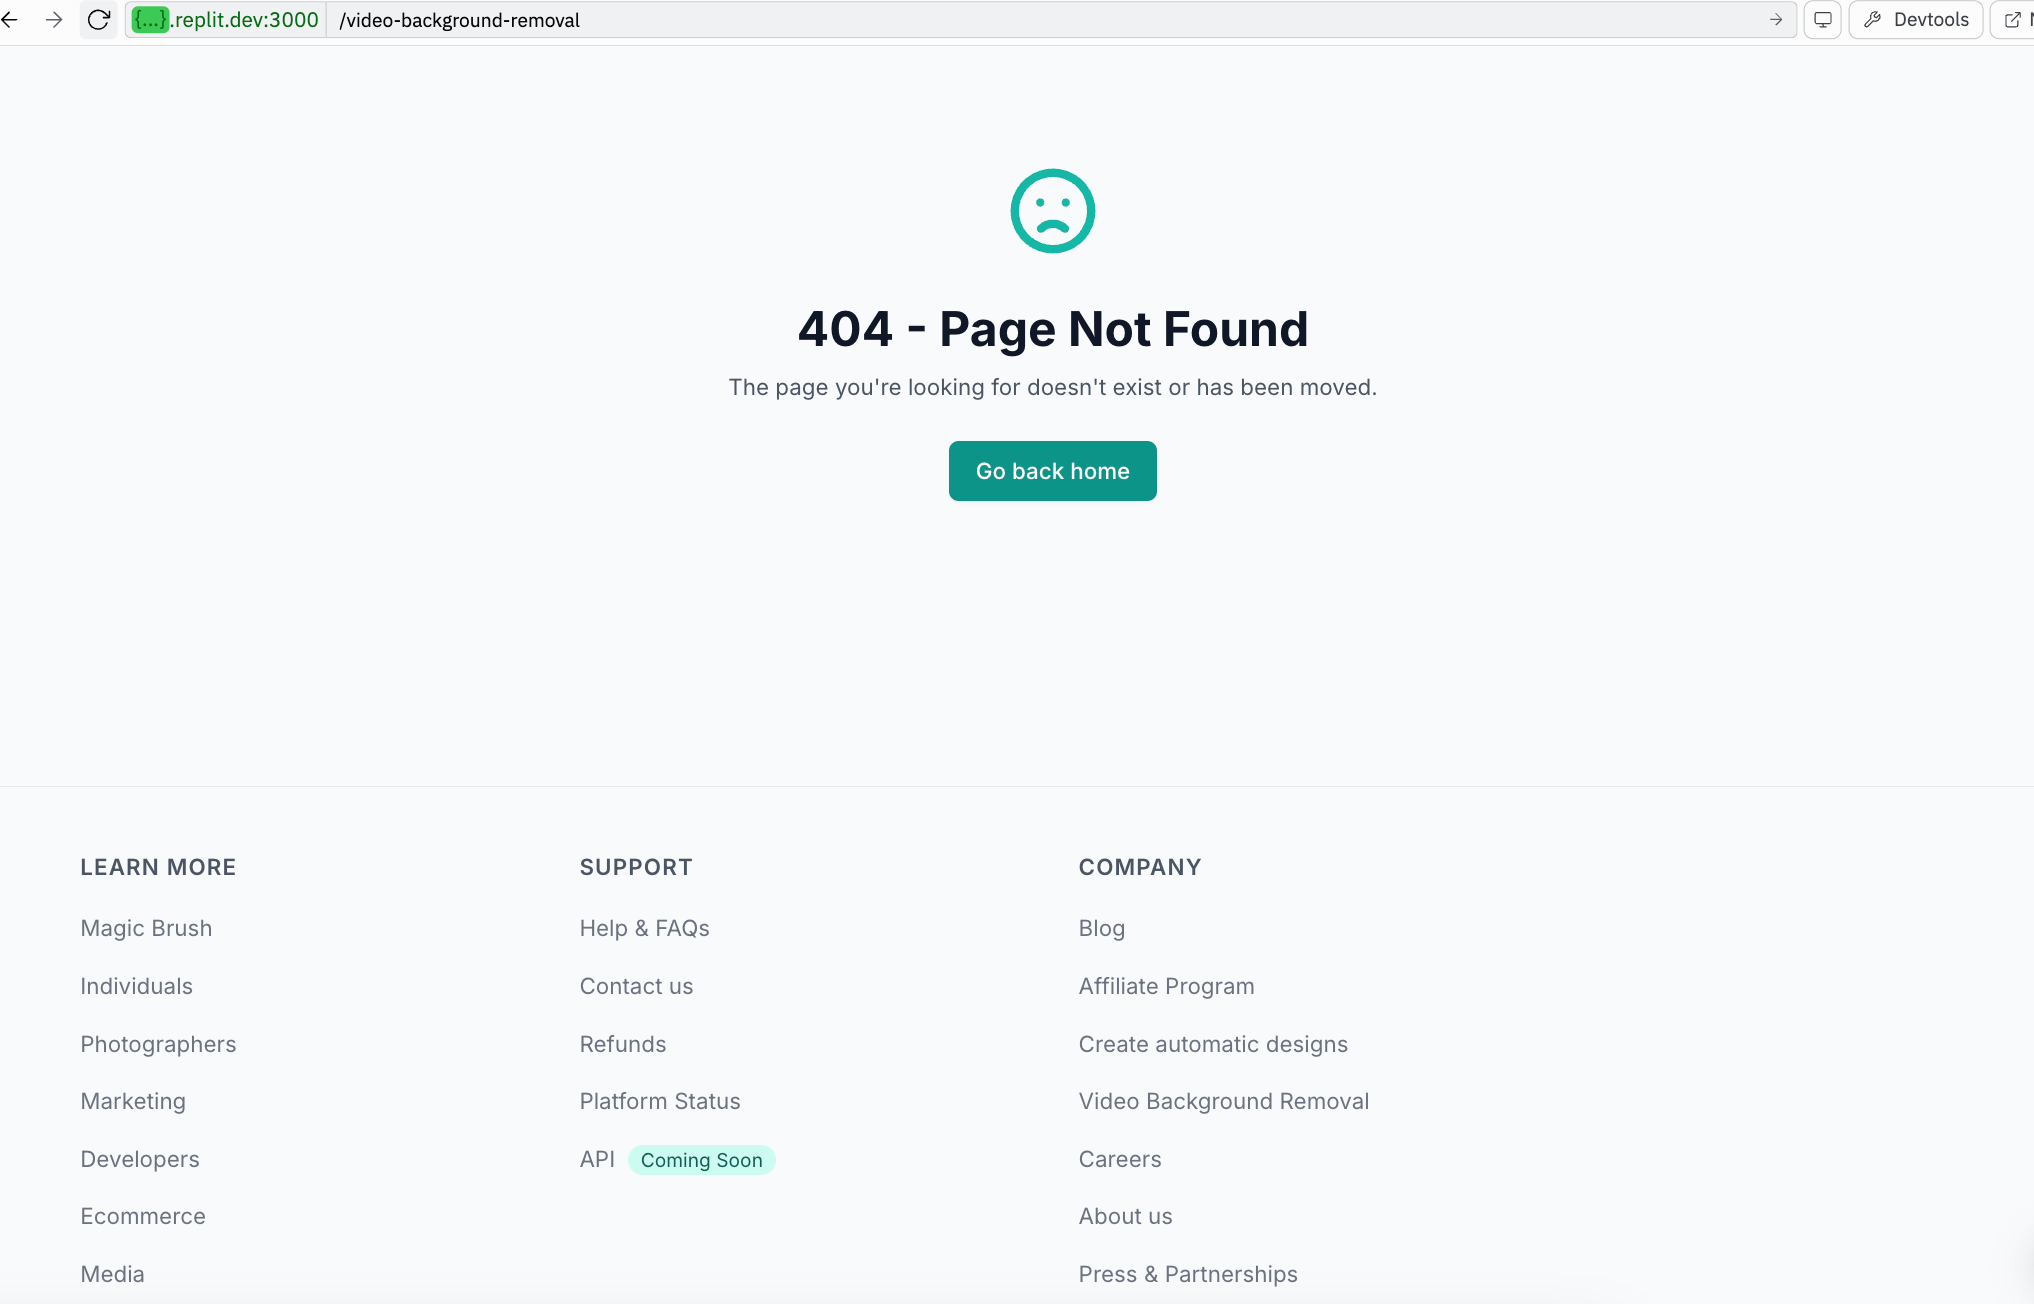 {...}.replit.dev:3000 /video-background-removal
Devtools
404 - Page Not Found
The page you're looking for doesn't exist or has been moved.
Go back home
LEARN MORE
Magic Brush
Individuals
Photographers
Marketing
Developers
Ecommerce
Media
SUPPORT
Help & FAQs
Contact us
Refunds
Platform Status
API Coming Soon
COMPANY
Blog
Affiliate Program
Create automatic designs
Video Background Removal
Careers
About us
Press & Partnerships